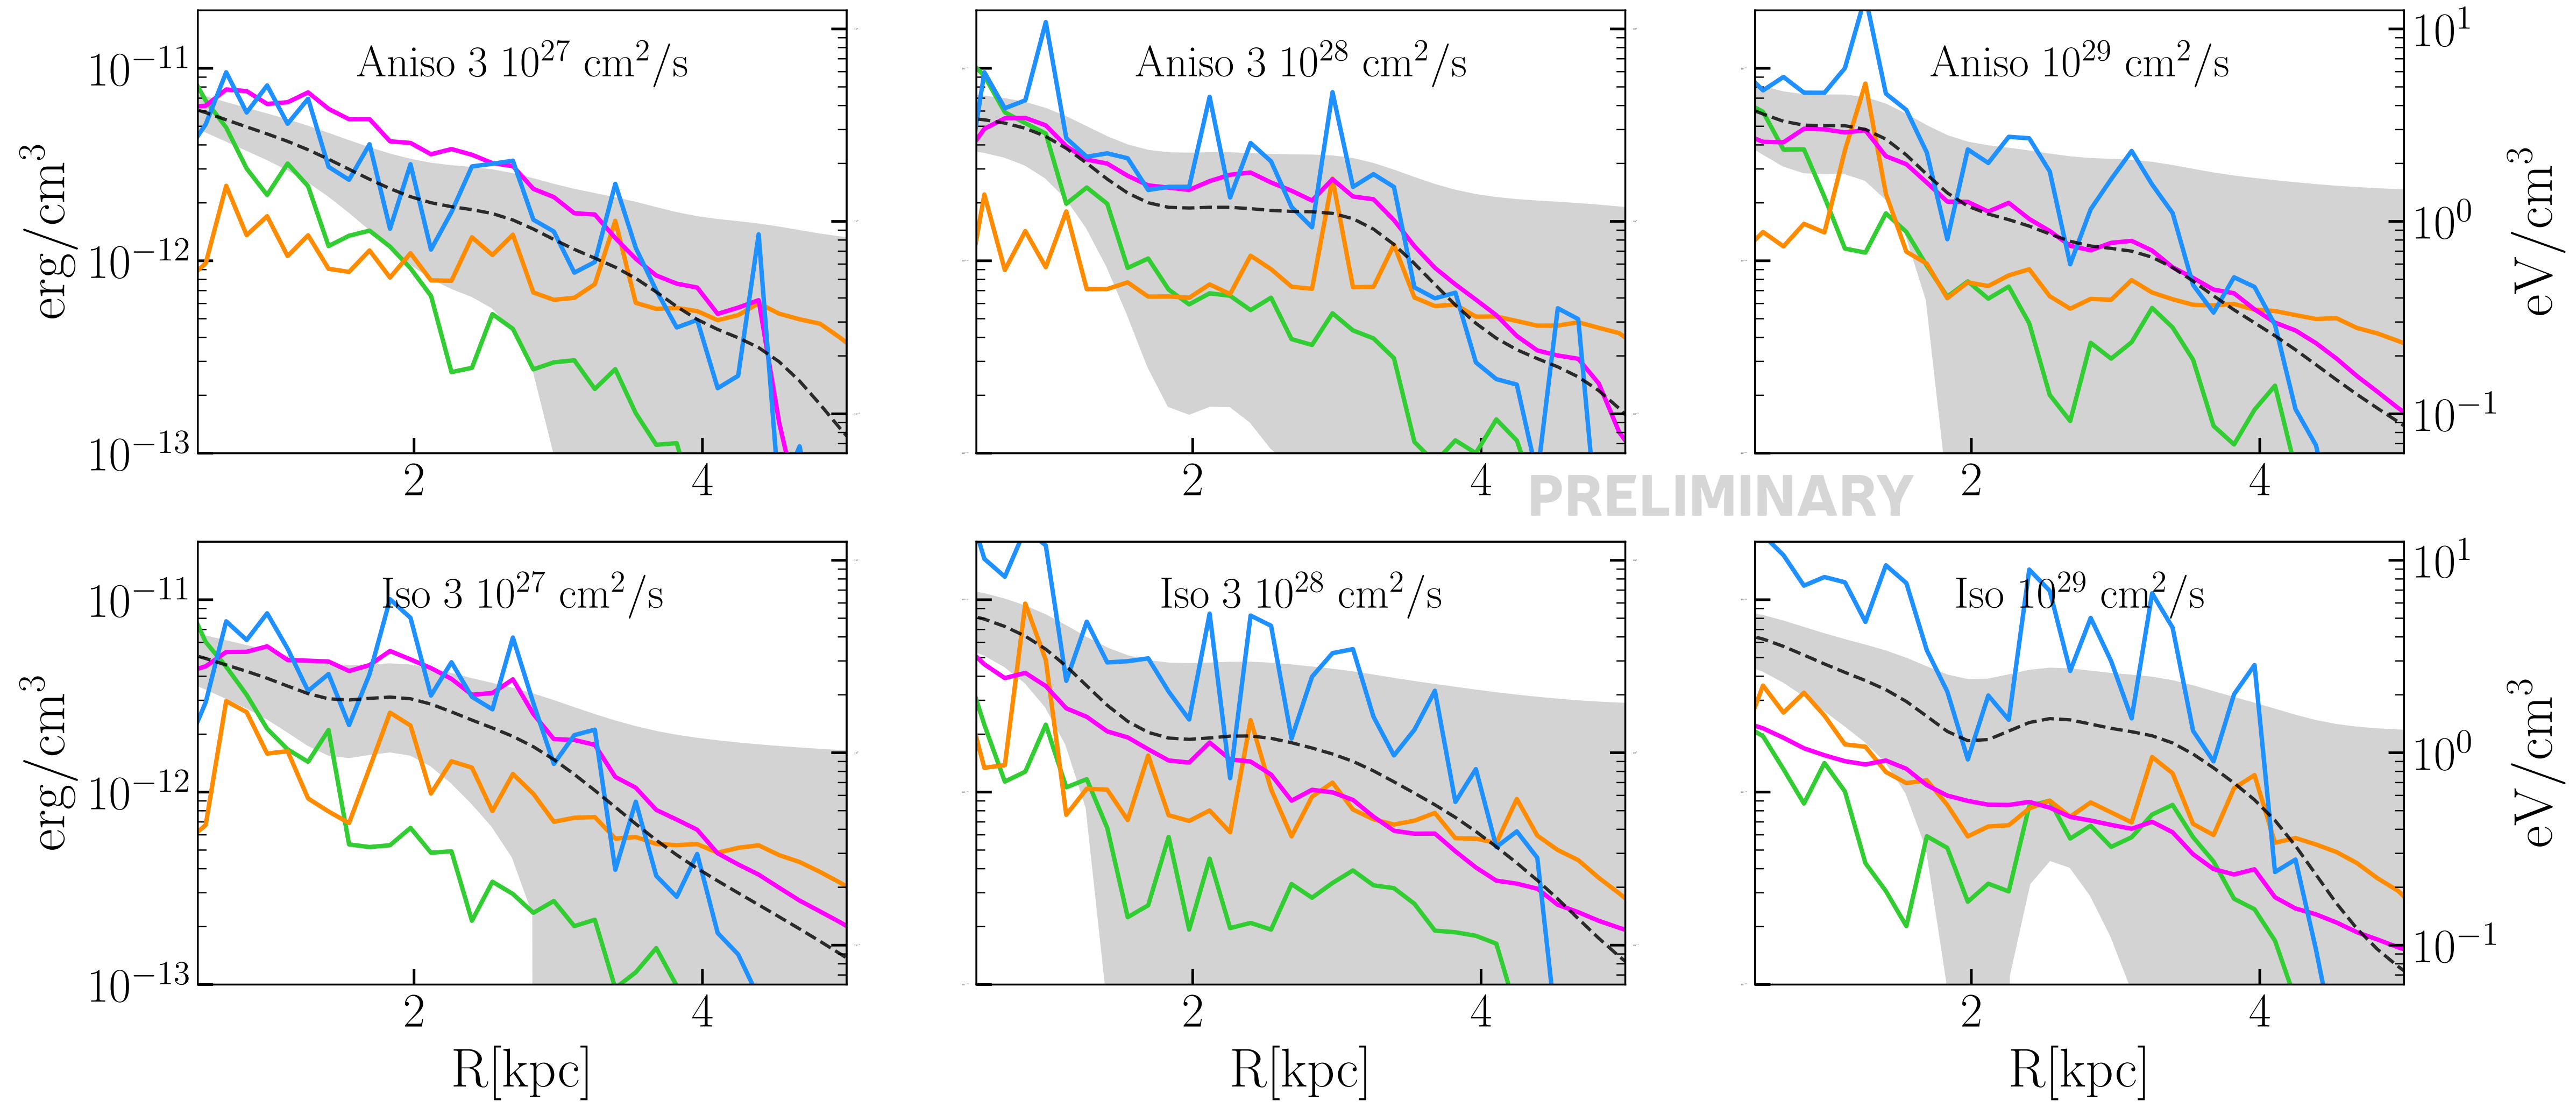 Aniso 3 10^27 cm^2/s
Aniso 3 10^28 cm^2/s
Aniso 10^29 cm^2/s
10^−11
10^−12
10^−13
erg/cm^3
10^1
10^0
10^−1
eV/cm^3
2 4
2 4
2 4
PRELIMINARY
Iso 3 10^27 cm^2/s
Iso 3 10^28 cm^2/s
Iso 10^29 cm^2/s
10^−11
10^−12
10^−13
erg/cm^3
10^1
10^0
10^−1
eV/cm^3
2 4
2 4
2 4
R[kpc]
R[kpc]
R[kpc]